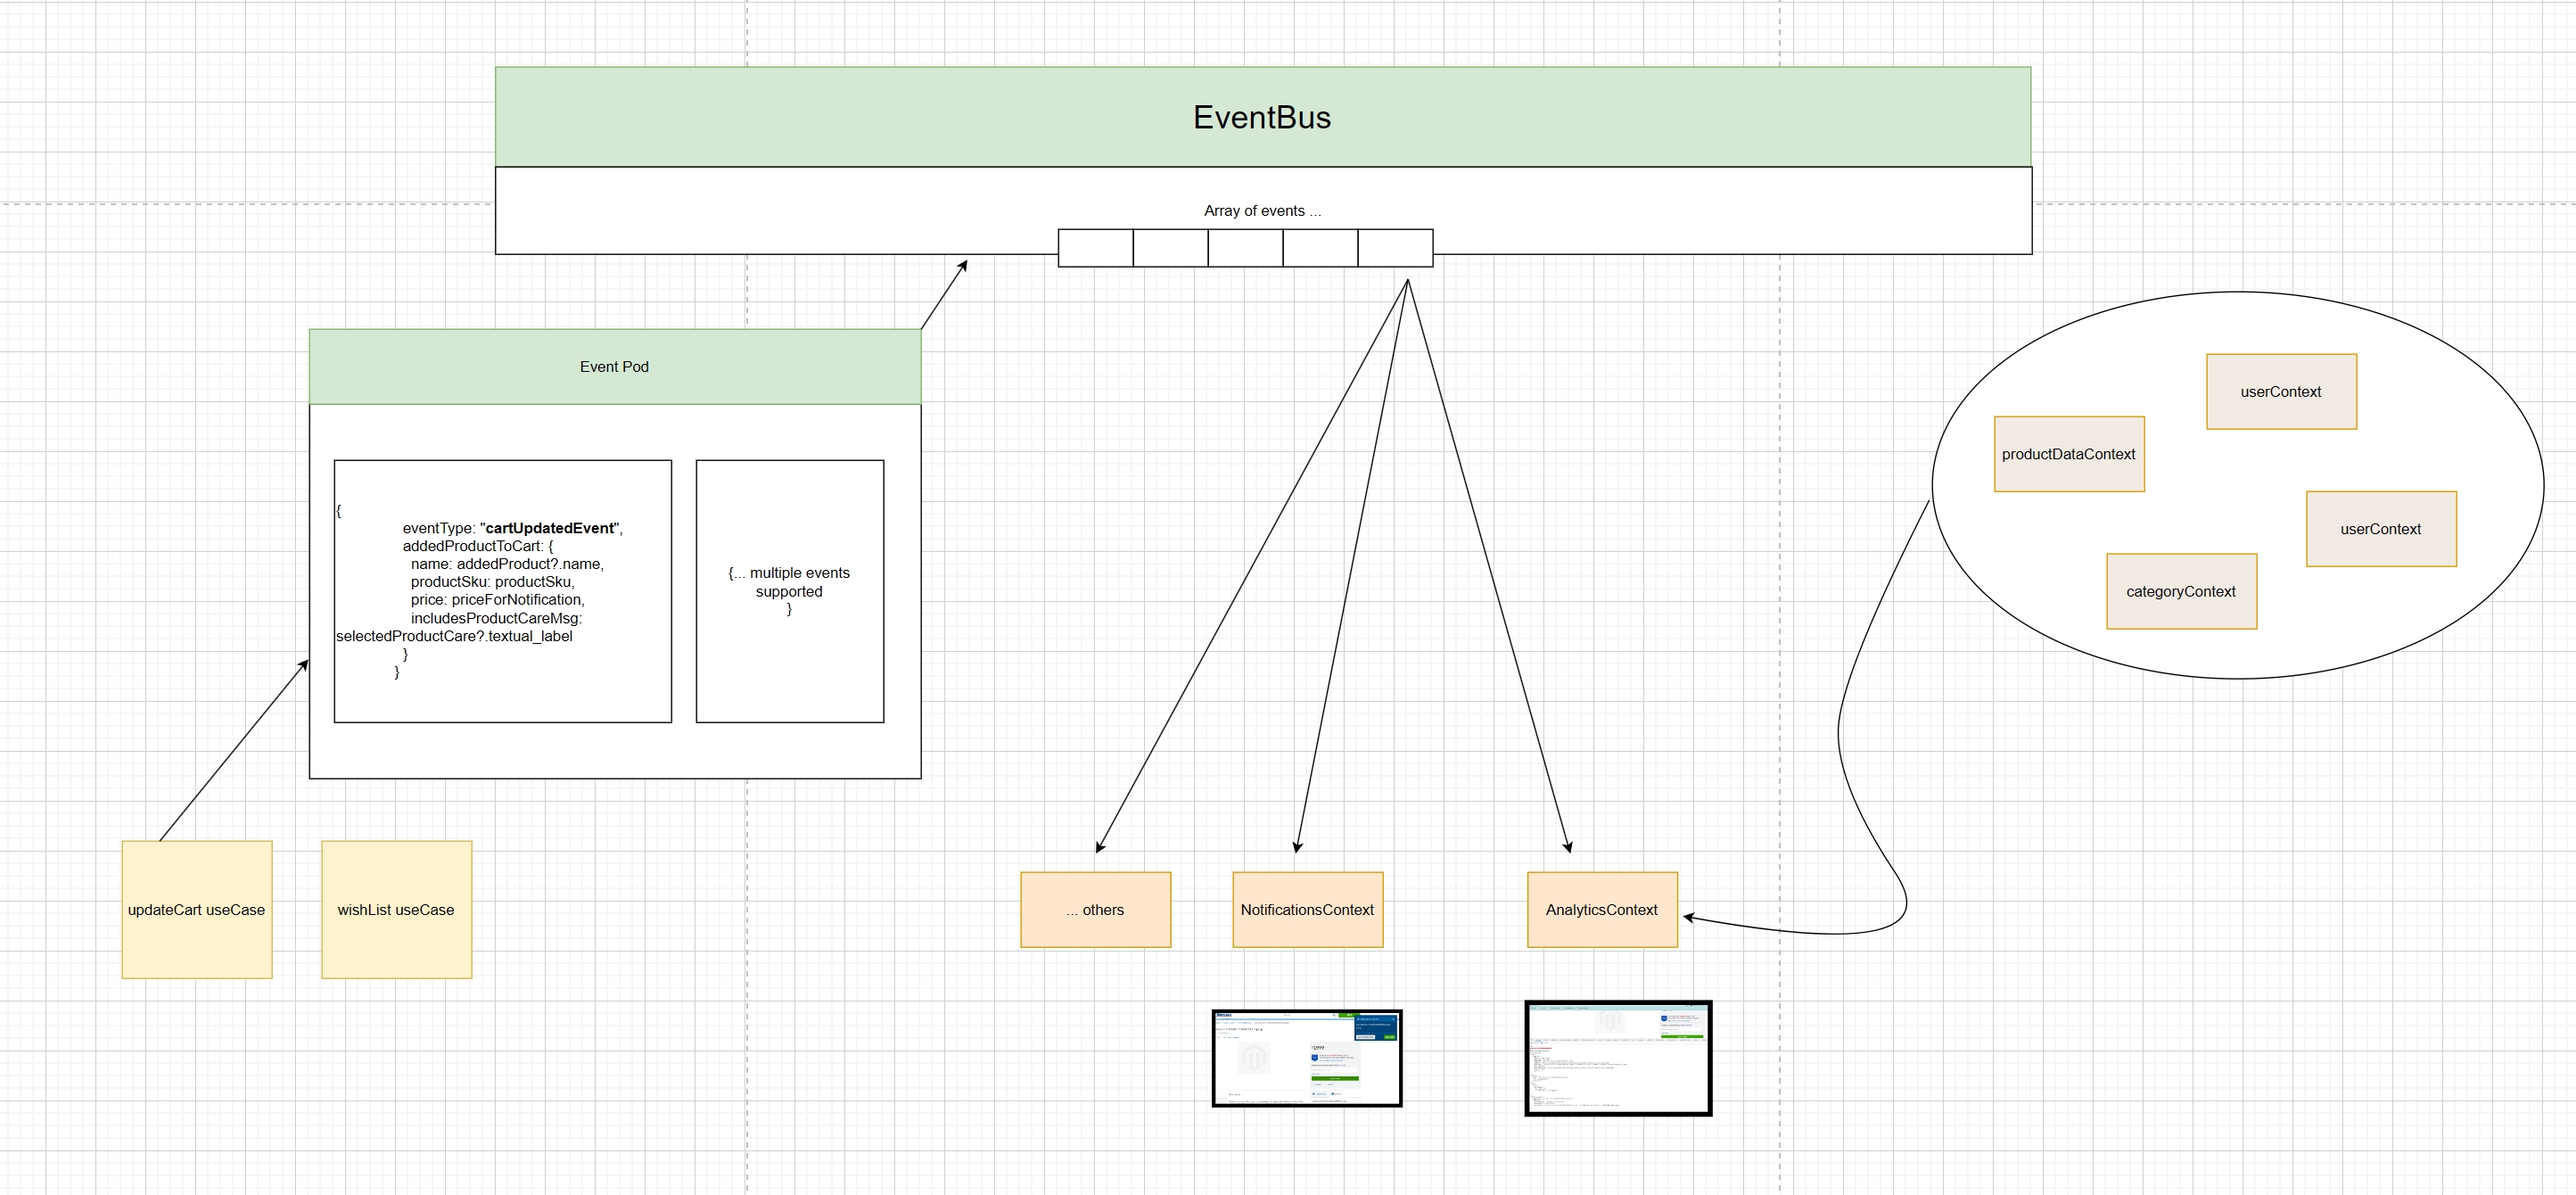 EventBus
Array of events ...
Event Pod
{
eventType: "cartUpdatedEvent",
addedProductToCart: {
name: addedProduct?.name,
productSku: productSku,
price: priceForNotification,
includesProductCareMsg:
selectedProductCare?.textual_label
}
}
{... multiple events
supported
}
userContext
productDataContext
userContext
categoryContext
updateCart useCase
wishList useCase
... others
NotificationsContext
AnalyticsContext